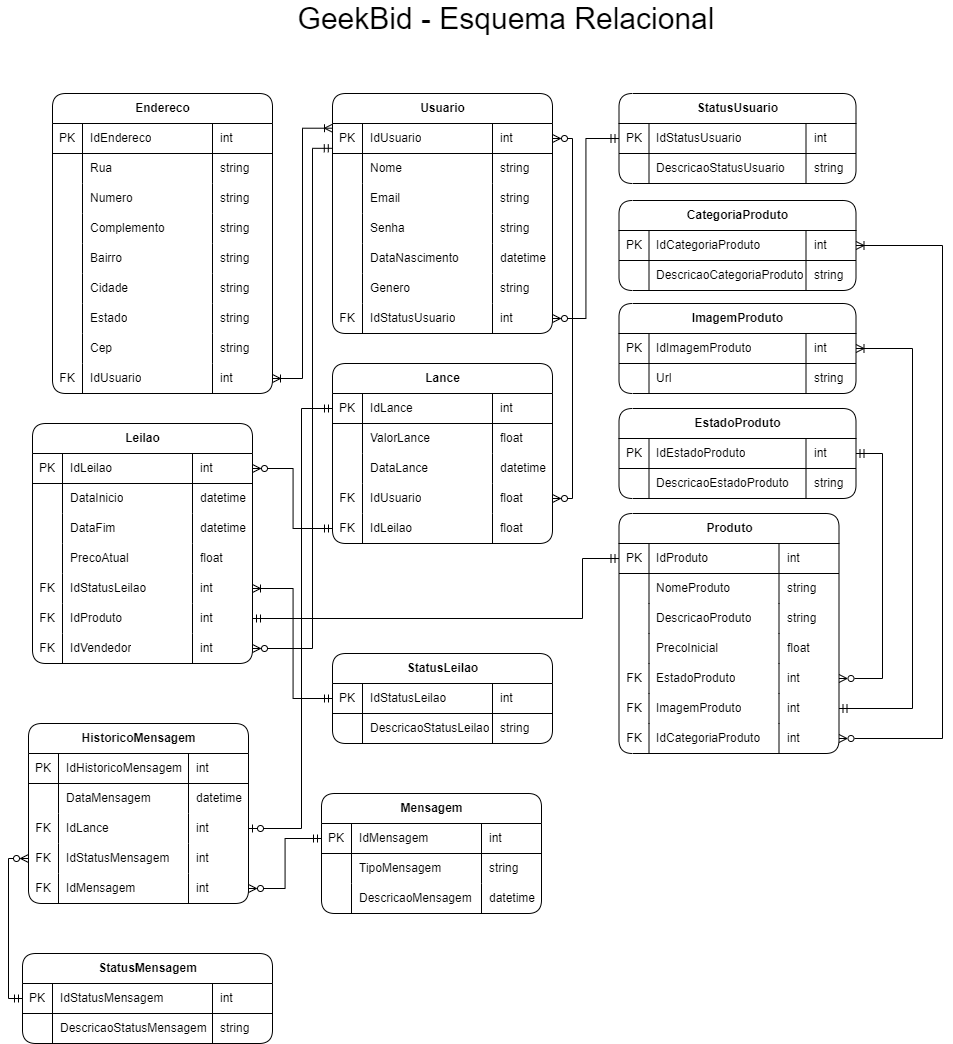 GeekBid - Esquema Relacional
Endereco
PK IdEndereco int
Rua string
Numero string
Complemento string
Bairro string
Cidade string
Estado string
Cep string
FK IdUsuario int
Usuario
PK IdUsuario int
Nome string
Email string
Senha string
DataNascimento datetime
Genero string
FK IdStatusUsuario int
StatusUsuario
PK IdStatusUsuario int
DescricaoStatusUsuario string
CategoriaProduto
PK IdCategoriaProduto int
DescricaoCategoriaProduto string
ImagemProduto
PK IdImagemProduto int
Url string
Lance
PK IdLance int
ValorLance float
DataLance datetime
FK IdUsuario float
FK IdLeilao float
EstadoProduto
PK IdEstadoProduto int
DescricaoEstadoProduto string
Leilao
PK IdLeilao int
DataInicio datetime
DataFim datetime
PrecoAtual float
FK IdStatusLeilao int
FK IdProduto int
FK IdVendedor int
Produto
PK IdProduto int
NomeProduto string
DescricaoProduto string
PrecoInicial float
FK EstadoProduto int
FK ImagemProduto int
FK IdCategoriaProduto int
StatusLeilao
PK IdStatusLeilao int
DescricaoStatusLeilao string
HistoricoMensagem
PK IdHistoricoMensagem int
DataMensagem datetime
FK IdLance int
FK IdStatusMensagem int
FK IdMensagem int
Mensagem
PK IdMensagem int
TipoMensagem string
DescricaoMensagem datetime
StatusMensagem
PK IdStatusMensagem int
DescricaoStatusMensagem string